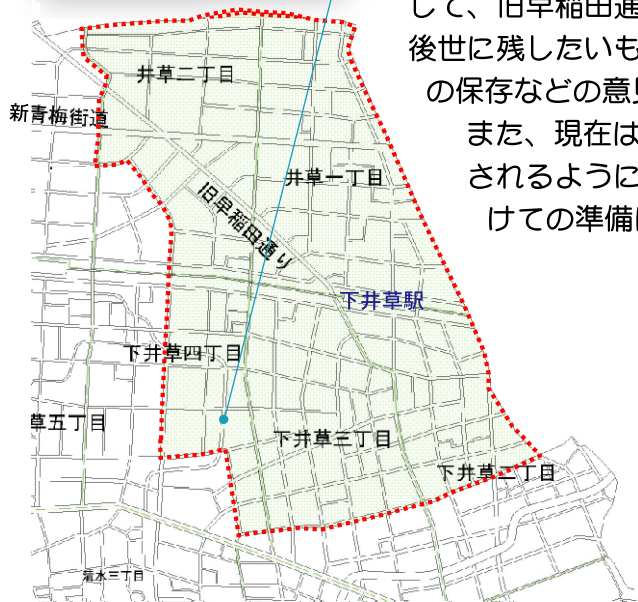 して、旧早稲田通
後世に残したいも
の保存などの意見
また、現在は
されるように
けての準備
井草二丁目
新青梅街道
井草一丁目
旧早稲田通り
下井草駅
下井草四丁目
草五丁目
下井草三丁目
下井草二丁目
清水三丁目